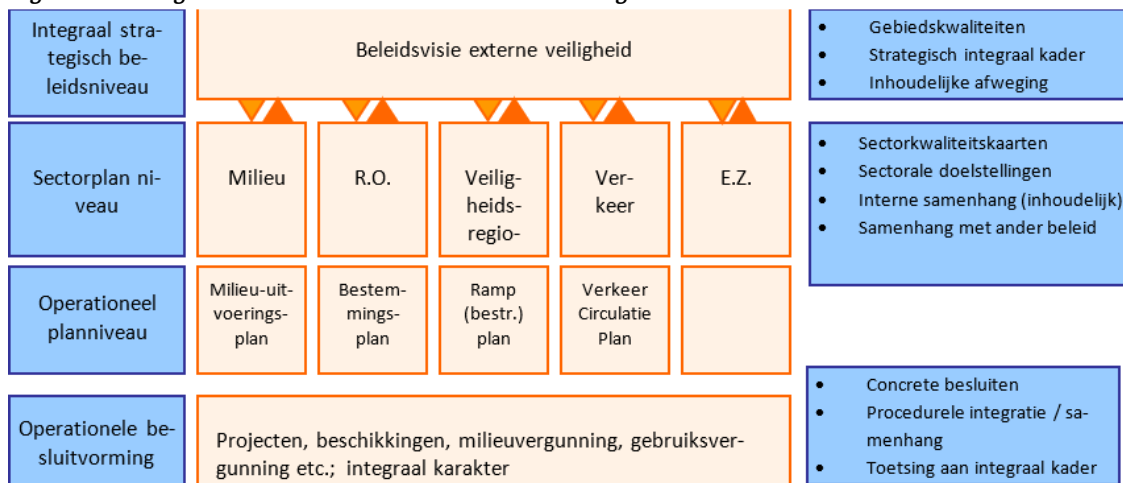 Integraal stra-
tegisch be-
leidsniveau
Beleidsvisie externe veiligheid
• Gebiedskwaliteiten
• Strategisch integraal kader
• Inhoudelijke afweging
Sectorplan ni-
veau
Milieu
R.O.
Veilig-
heids-
regio-
Ver-
keer
E.Z.
• Sectorkwaliteitskaarten
• Sectorale doelstellingen
• Interne samenhang (inhoudelijk)
• Samenhang met ander beleid
Operationeel
planniveau
Milieu-uit-
voerings-
plan
Bestem-
mings-
plan
Ramp
(bestr.)
plan
Verkeer
Circulatie
Plan
Operationele be-
sluitvorming
Projecten, beschikkingen, milieuvergunning, gebruiksver-
gunning etc.; integraal karakter
• Concrete besluiten
• Procedurele integratie / sa-
menhang
• Toetsing aan integraal kader